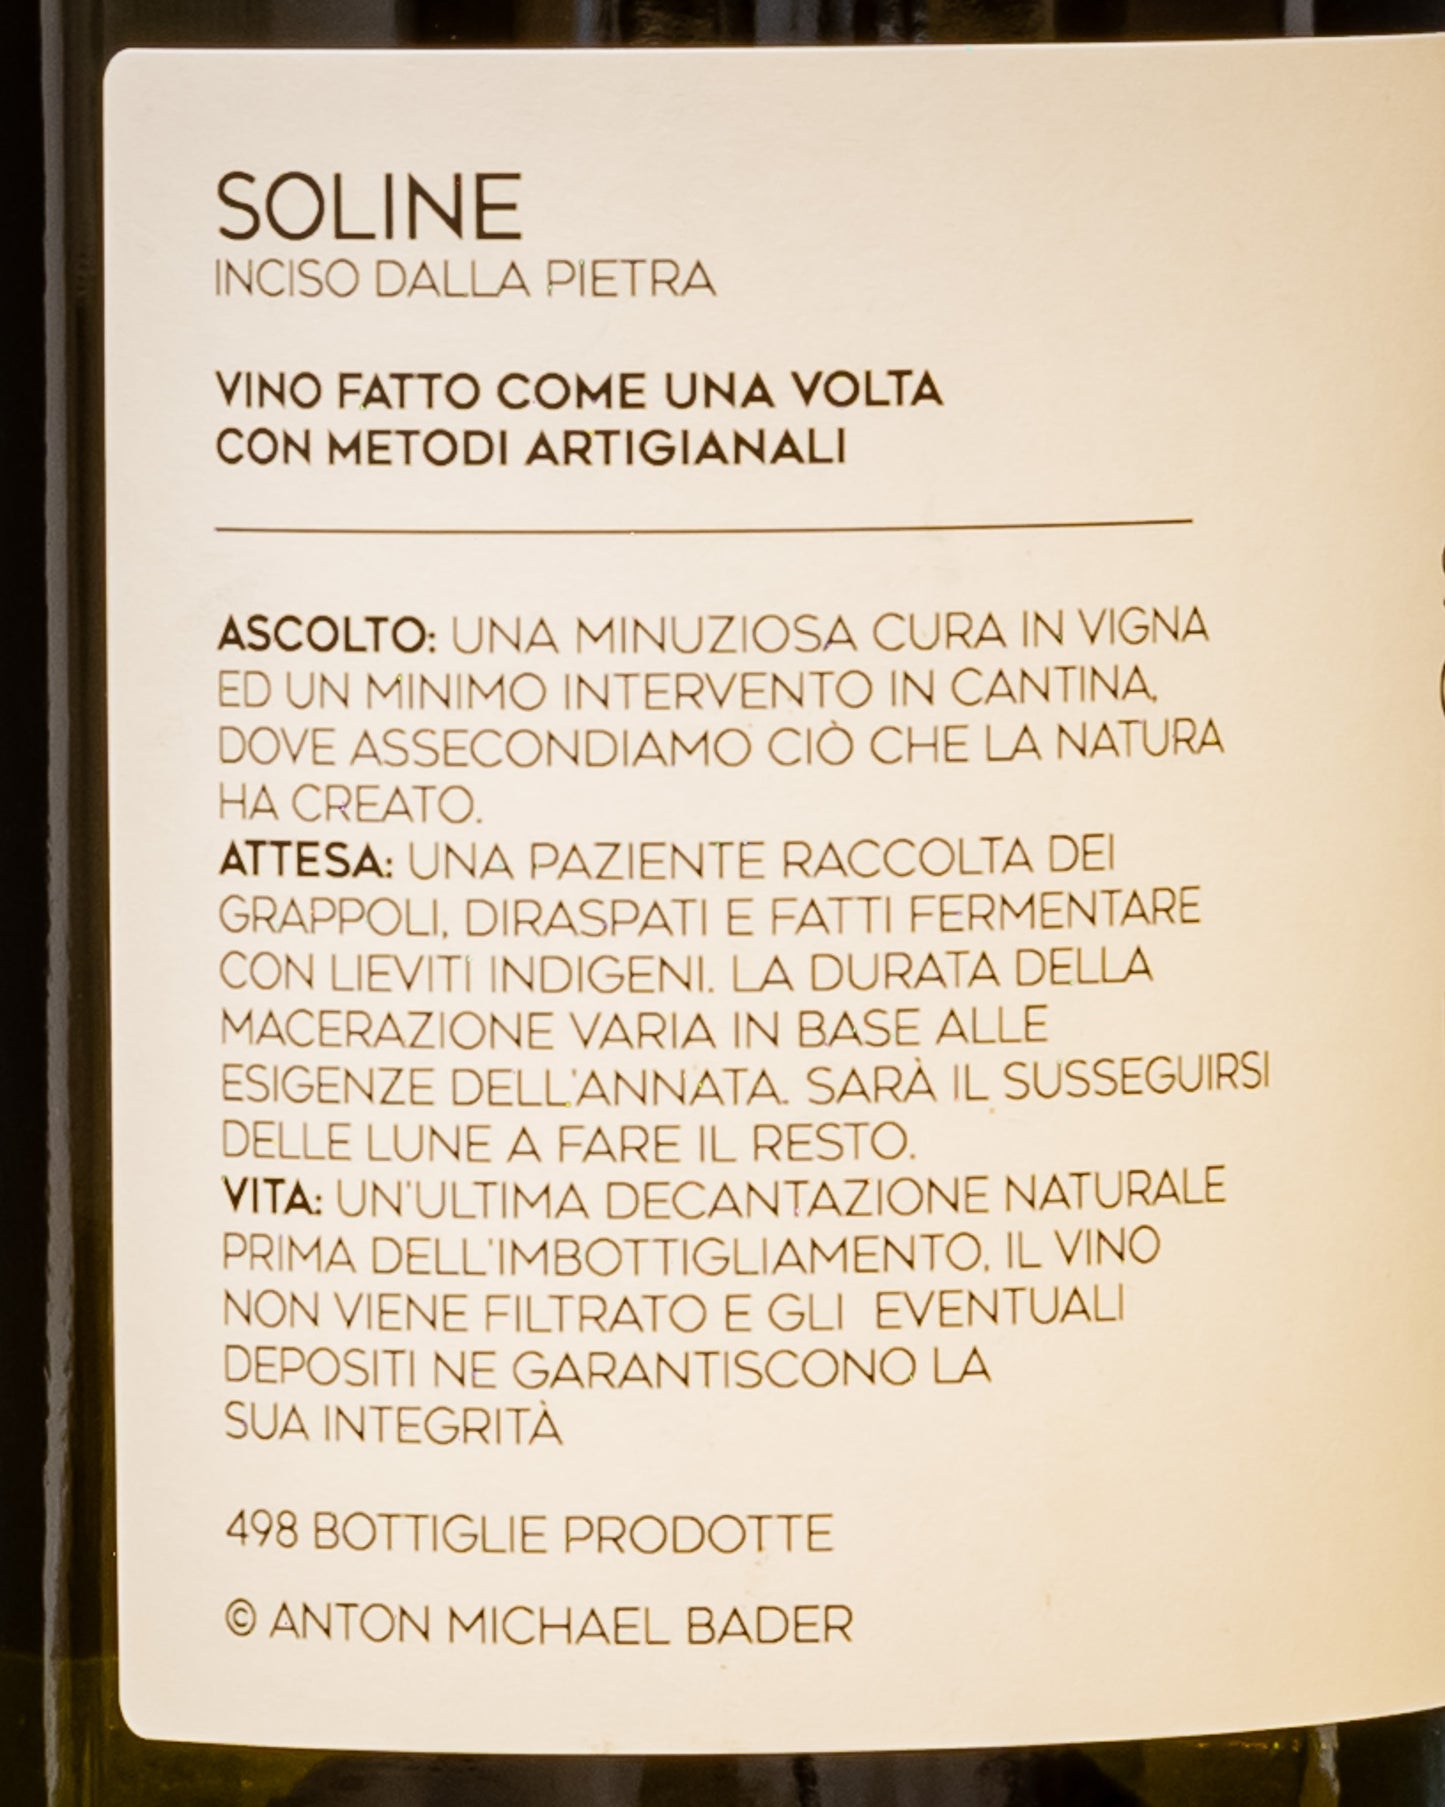 SOLINE
INCISO DALLA PIETRA
VINO FATTO COME UNA VOLTA
CON METODI ARTIGIANALI
ASCOLTO: UNA MINUZIOSA CURA IN VIGNA
ED UN MINIMO INTERVENTO IN CANTINA,
DOVE ASSECONDIAMO CIÒ CHE LA NATURA
HA CREATO.
ATTESA: UNA PAZIENTE RACCOLTA DEI
GRAPPOLI, DIRASPATI E FATTI FERMENTARE
CON LIEVITI INDIGENI. LA DURATA DELLA
MACERAZIONE VARIA IN BASE ALLE
ESIGENZE DELL'ANNATA. SARÀ IL SUSSEGUIRSI
DELLE LUNE A FARE IL RESTO.
VITA: UN'ULTIMA DECANTAZIONE NATURALE
PRIMA DELL'IMBOTTIGLIAMENTO, IL VINO
NON VIENE FILTRATO E GLI EVENTUALI
DEPOSITI NE GARANTISCONO LA
SUA INTEGRITÀ
498 BOTTIGLIE PRODOTTE
© ANTON MICHAEL BADER